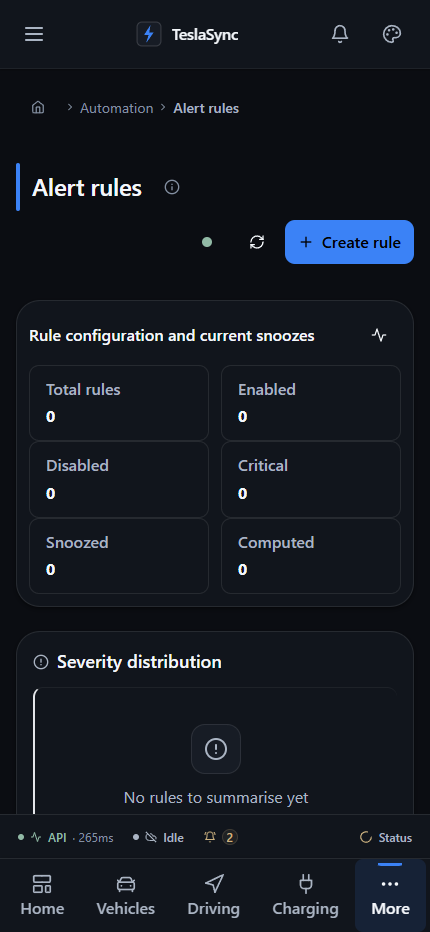 TeslaSync
Automation
Alert rules
Alert rules
Create rule
Rule configuration and current snoozes
Total rules
0
Enabled
0
Disabled
0
Critical
0
Snoozed
0
Computed
0
Severity distribution
No rules to summarise yet
API · 265ms
Idle
2
Status
Home
Vehicles
Driving
Charging
More